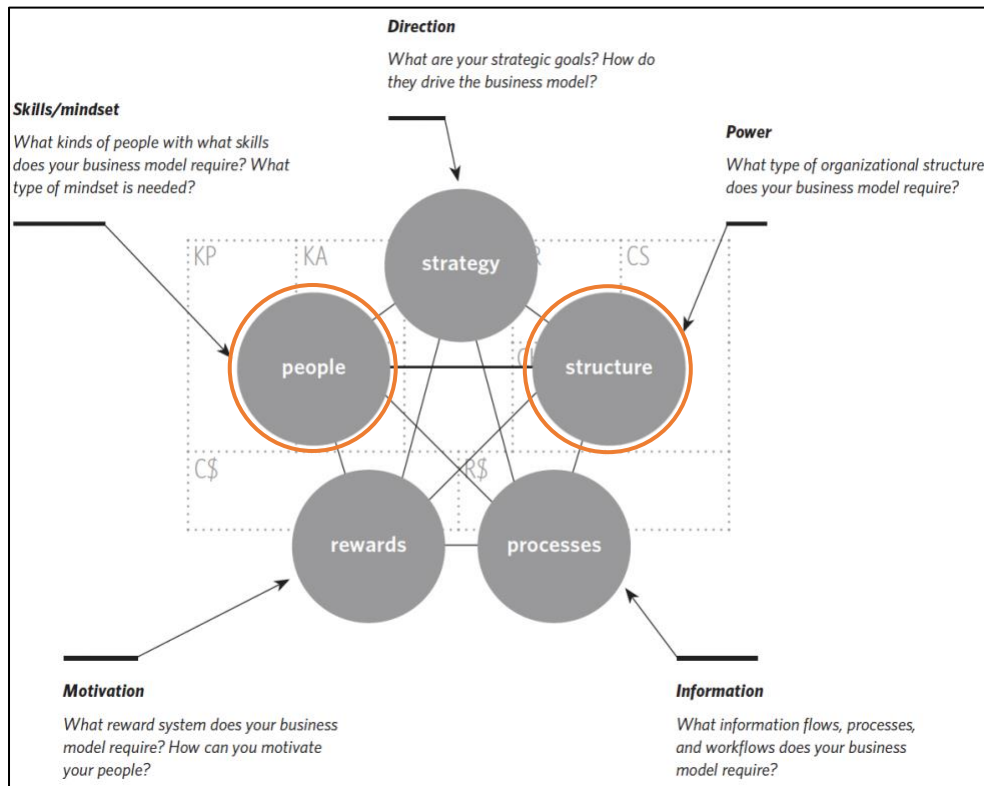 Direction
What are your strategic goals? How do
they drive the business model?
Skills/mindset
What kinds of people with what skills
does your business model require? What
type of mindset is needed?
Power
What type of organizational structure
does your business model require?
KP
KA
R
CS
strategy
people
structure
C$
R$
rewards
processes
Motivation
What reward system does your business
model require? How can you motivate
your people?
Information
What information flows, processes,
and workflows does your business
model require?